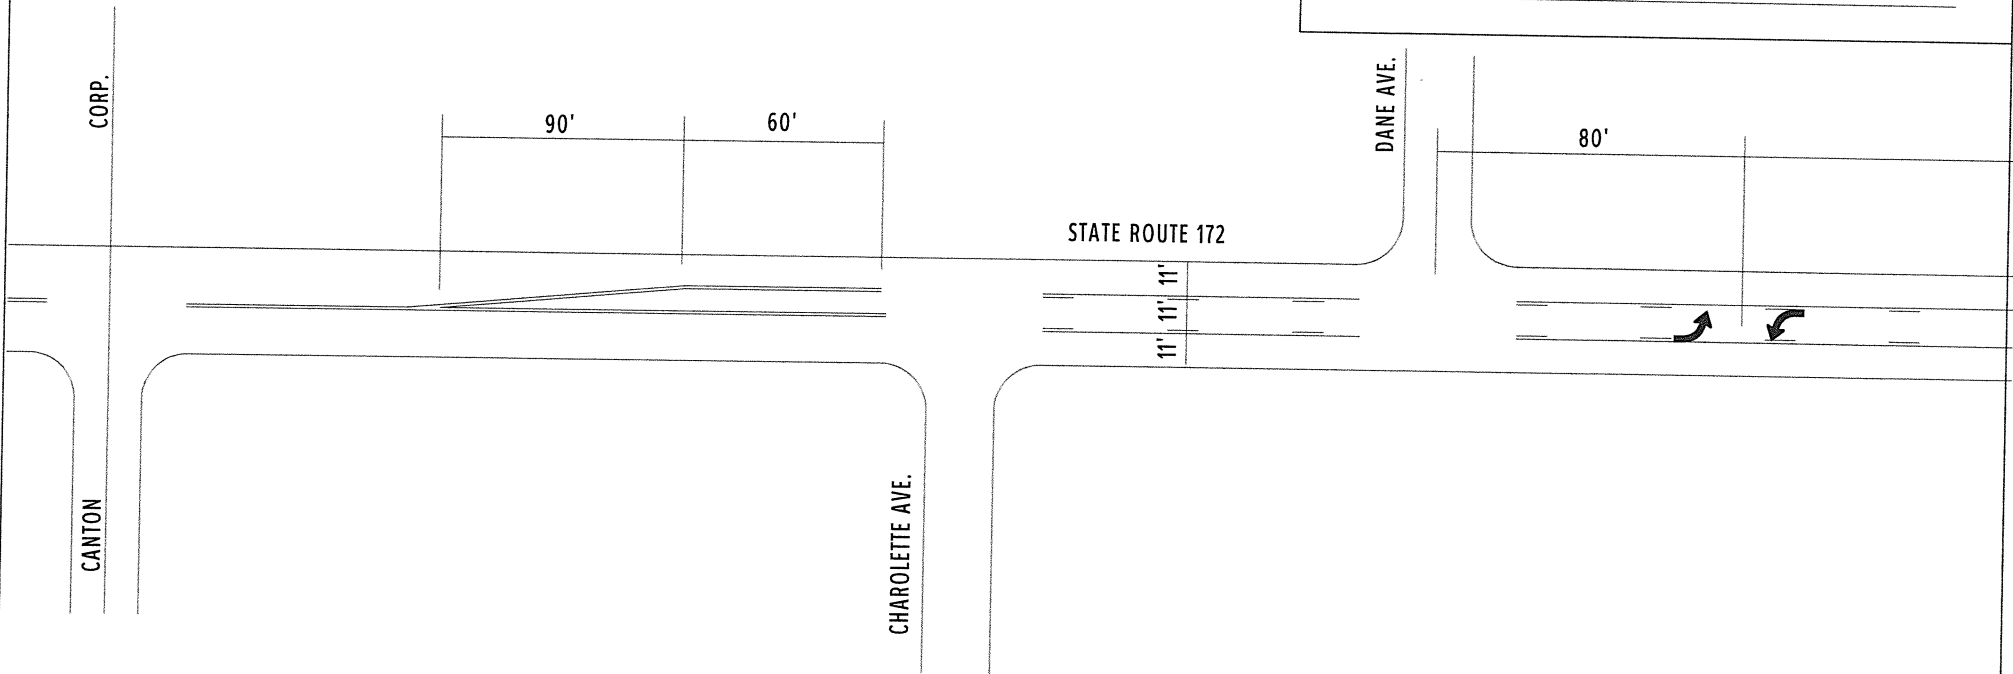 CORP.
90'
60'
DANE AVE.
80'
STATE ROUTE 172
11'
11'
11'
CANTON
CHAROLETTE AVE.